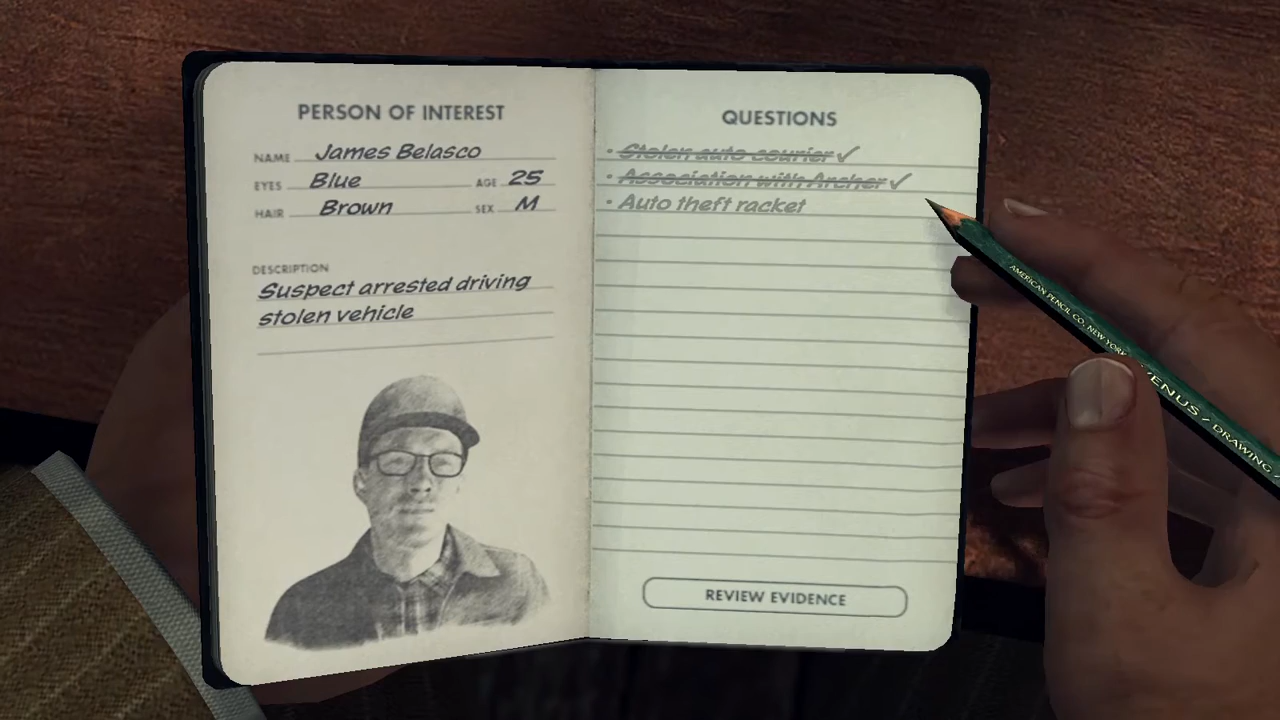 PERSON OF INTEREST
NAME James Belasco
EYES Blue AGE 25
HAIR Brown SEX M
DESCRIPTION
Suspect arrested driving
stolen vehicle
QUESTIONS
• Stolen auto courier ✓
• Association with Archer ✓
• Auto theft racket
REVIEW EVIDENCE
AMERICAN PENCIL CO. NEW YORK
VENUS / DRAWING